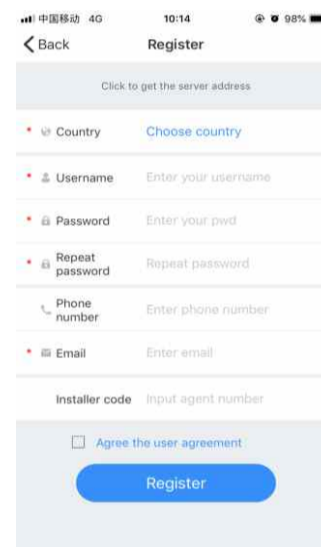 中国移动 4G 10:14 98%
Back Register
Click to get the server address
* Country Choose country
* Username Enter your username
* Password Enter your pwd
* Repeat password Repeat password
Phone number Enter phone number
* Email Enter email
Installer code Input agent number
Agree the user agreement
Register